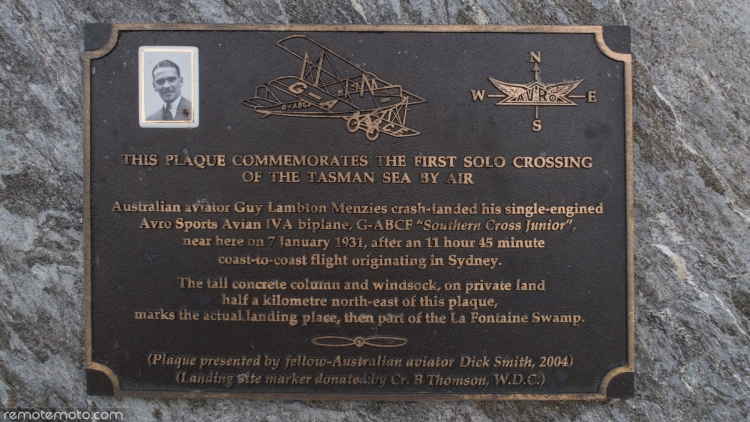 G-ABCF
G-A
N
W AVRO E
S
THIS PLAQUE COMMEMORATES THE FIRST SOLO CROSSING
OF THE TASMAN SEA BY AIR
Australian aviator Guy Lambton Menzies crash-landed his single-engined
Avro Sports Avian IVA biplane, G-ABCF "Southern Cross Junior",
near here on 7 January 1931, after an 11 hour 45 minute
coast-to-coast flight originating in Sydney.
The tall concrete column and windsock, on private land
half a kilometre north-east of this plaque,
marks the actual landing place, then part of the La Fontaine Swamp.
(Plaque presented by fellow-Australian aviator Dick Smith, 2004)
(Landing site marker donated by Cr. B Thomson, W.D.C.)
remotemoto.com